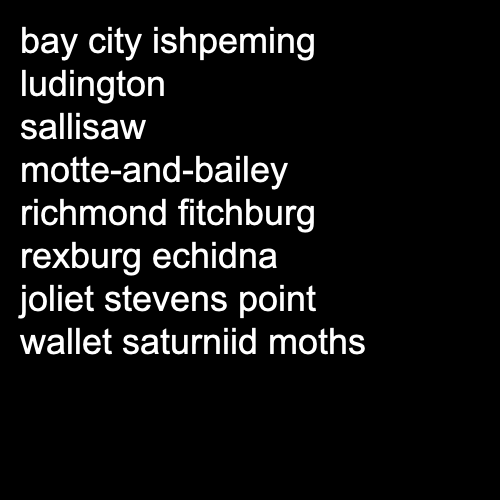 bay city ishpeming
ludington
sallisaw
motte-and-bailey
richmond fitchburg
rexburg echidna
joliet stevens point
wallet saturniid moths